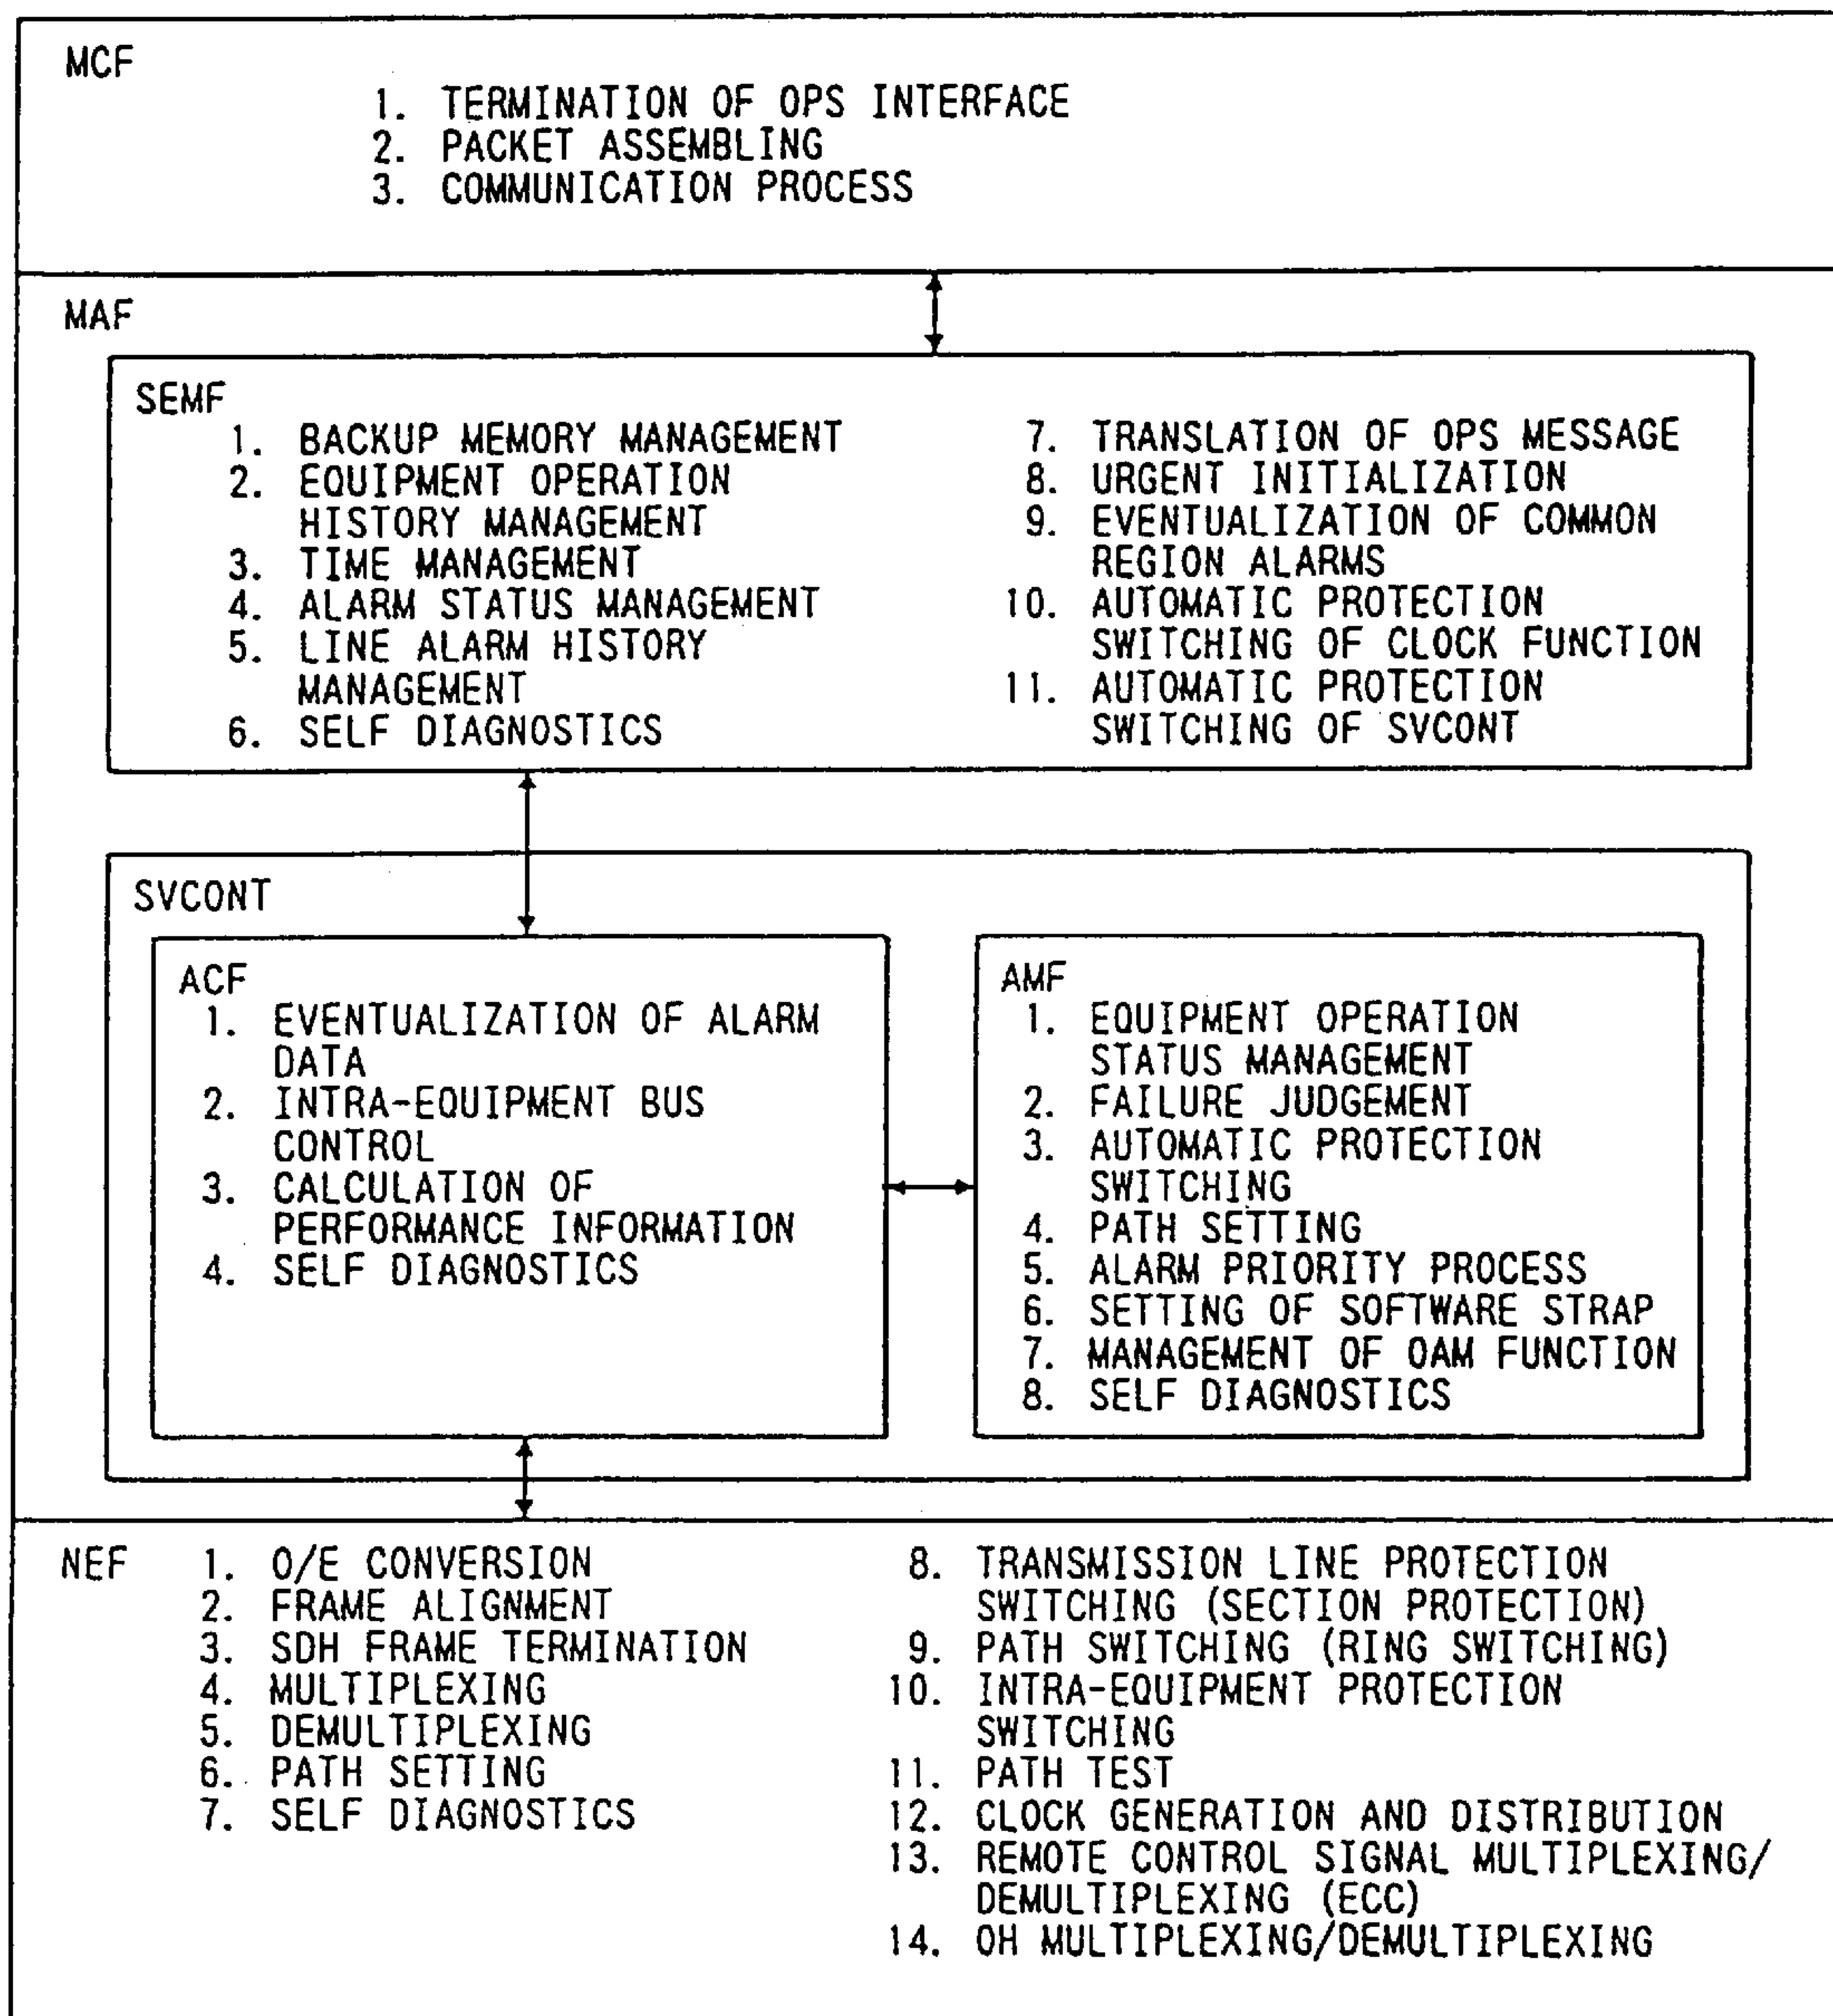 MCF
1. TERMINATION OF OPS INTERFACE
2. PACKET ASSEMBLING
3. COMMUNICATION PROCESS
MAF
SEMF
1. BACKUP MEMORY MANAGEMENT
2. EQUIPMENT OPERATION
HISTORY MANAGEMENT
3. TIME MANAGEMENT
4. ALARM STATUS MANAGEMENT
5. LINE ALARM HISTORY
MANAGEMENT
6. SELF DIAGNOSTICS
7. TRANSLATION OF OPS MESSAGE
8. URGENT INITIALIZATION
9. EVENTUALIZATION OF COMMON
REGION ALARMS
10. AUTOMATIC PROTECTION
SWITCHING OF CLOCK FUNCTION
11. AUTOMATIC PROTECTION
SWITCHING OF SVCONT
SVCONT
ACF
1. EVENTUALIZATION OF ALARM
DATA
2. INTRA-EQUIPMENT BUS
CONTROL
3. CALCULATION OF
PERFORMANCE INFORMATION
4. SELF DIAGNOSTICS
AMF
1. EQUIPMENT OPERATION
STATUS MANAGEMENT
2. FAILURE JUDGEMENT
3. AUTOMATIC PROTECTION
SWITCHING
4. PATH SETTING
5. ALARM PRIORITY PROCESS
6. SETTING OF SOFTWARE STRAP
7. MANAGEMENT OF OAM FUNCTION
8. SELF DIAGNOSTICS
NEF
1. O/E CONVERSION
2. FRAME ALIGNMENT
3. SDH FRAME TERMINATION
4. MULTIPLEXING
5. DEMULTIPLEXING
6. PATH SETTING
7. SELF DIAGNOSTICS
8. TRANSMISSION LINE PROTECTION
SWITCHING (SECTION PROTECTION)
9. PATH SWITCHING (RING SWITCHING)
10. INTRA-EQUIPMENT PROTECTION
SWITCHING
11. PATH TEST
12. CLOCK GENERATION AND DISTRIBUTION
13. REMOTE CONTROL SIGNAL MULTIPLEXING/
DEMULTIPLEXING (ECC)
14. OH MULTIPLEXING/DEMULTIPLEXING